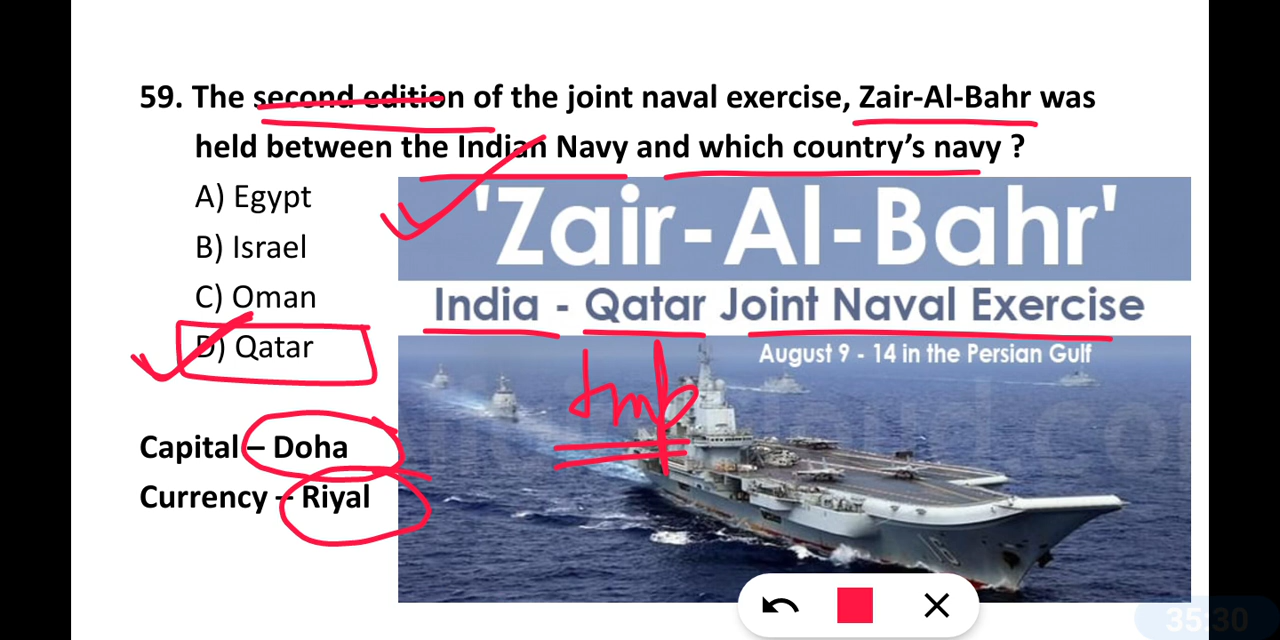 59. The second edition of the joint naval exercise, Zair-Al-Bahr was
held between the Indian Navy and which country's navy ?
A) Egypt
B) Israel
C) Oman
D) Qatar
Capital – Doha
Currency – Riyal
'Zair-Al-Bahr'
India - Qatar Joint Naval Exercise
August 9 - 14 in the Persian Gulf
Imp
16
35:30